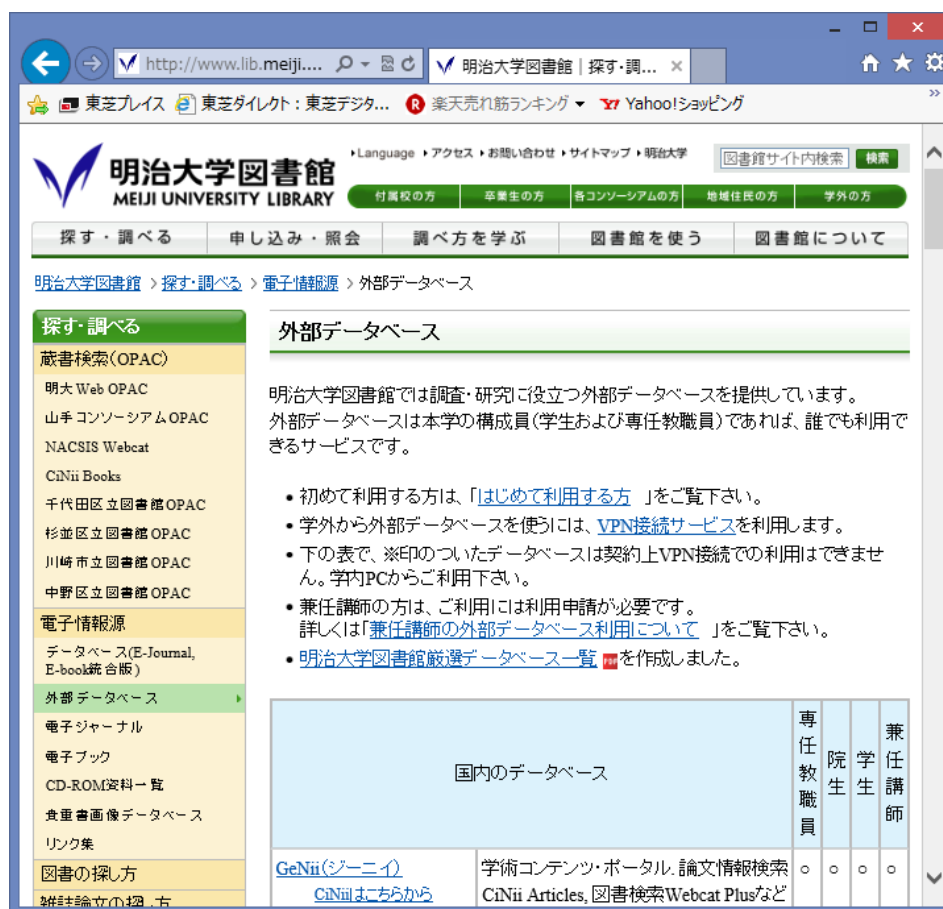 http://www.lib.meiji....
明治大学図書館 | 探す・調...
東芝プレイス 東芝ダイレクト:東芝デジタ... 楽天売れ筋ランキング Yahoo!ショッピング
明治大学図書館
MEIJI UNIVERSITY LIBRARY
Language アクセス お問い合わせ サイトマップ 明治大学
図書館サイト内検索 検索
付属校の方 卒業生の方 各コンソーシアムの方 地域住民の方 学外の方
探す・調べる 申し込み・照会 調べ方を学ぶ 図書館を使う 図書館について
明治大学図書館 > 探す・調べる > 電子情報源 > 外部データベース
探す・調べる
蔵書検索(OPAC)
明大 Web OPAC
山手コンソーシアムOPAC
NACSIS Webcat
CiNii Books
千代田区立図書館OPAC
杉並区立図書館OPAC
川崎市立図書館OPAC
中野区立図書館OPAC
電子情報源
データベース(E-Journal,
E-book統合版)
外部データベース
電子ジャーナル
電子ブック
CD-ROM資料一覧
貴重書画像データベース
リンク集
図書の探し方
雑誌論文の探し方
外部データベース
明治大学図書館では調査・研究に役立つ外部データベースを提供しています。
外部データベースは本学の構成員(学生および専任教職員)であれば、誰でも利用で
きるサービスです。
• 初めて利用する方は、「はじめて利用する方 」をご覧下さい。
• 学外から外部データベースを使うには、VPN接続サービスを利用します。
• 下の表で、※印のついたデータベースは契約上VPN接続での利用はできませ
ん。学内PCからご利用下さい。
• 兼任講師の方は、ご利用には利用申請が必要です。
詳しくは「兼任講師の外部データベース利用について 」をご覧下さい。
• 明治大学図書館厳選データベース一覧 を作成しました。
国内のデータベース 専任教職員 院生 学生 兼任講師
GeNii(ジーニイ) 学術コンテンツ・ポータル. 論文情報検索 ○ ○ ○ ○
CiNiiはこちらから CiNii Articles, 図書検索Webcat Plusなど